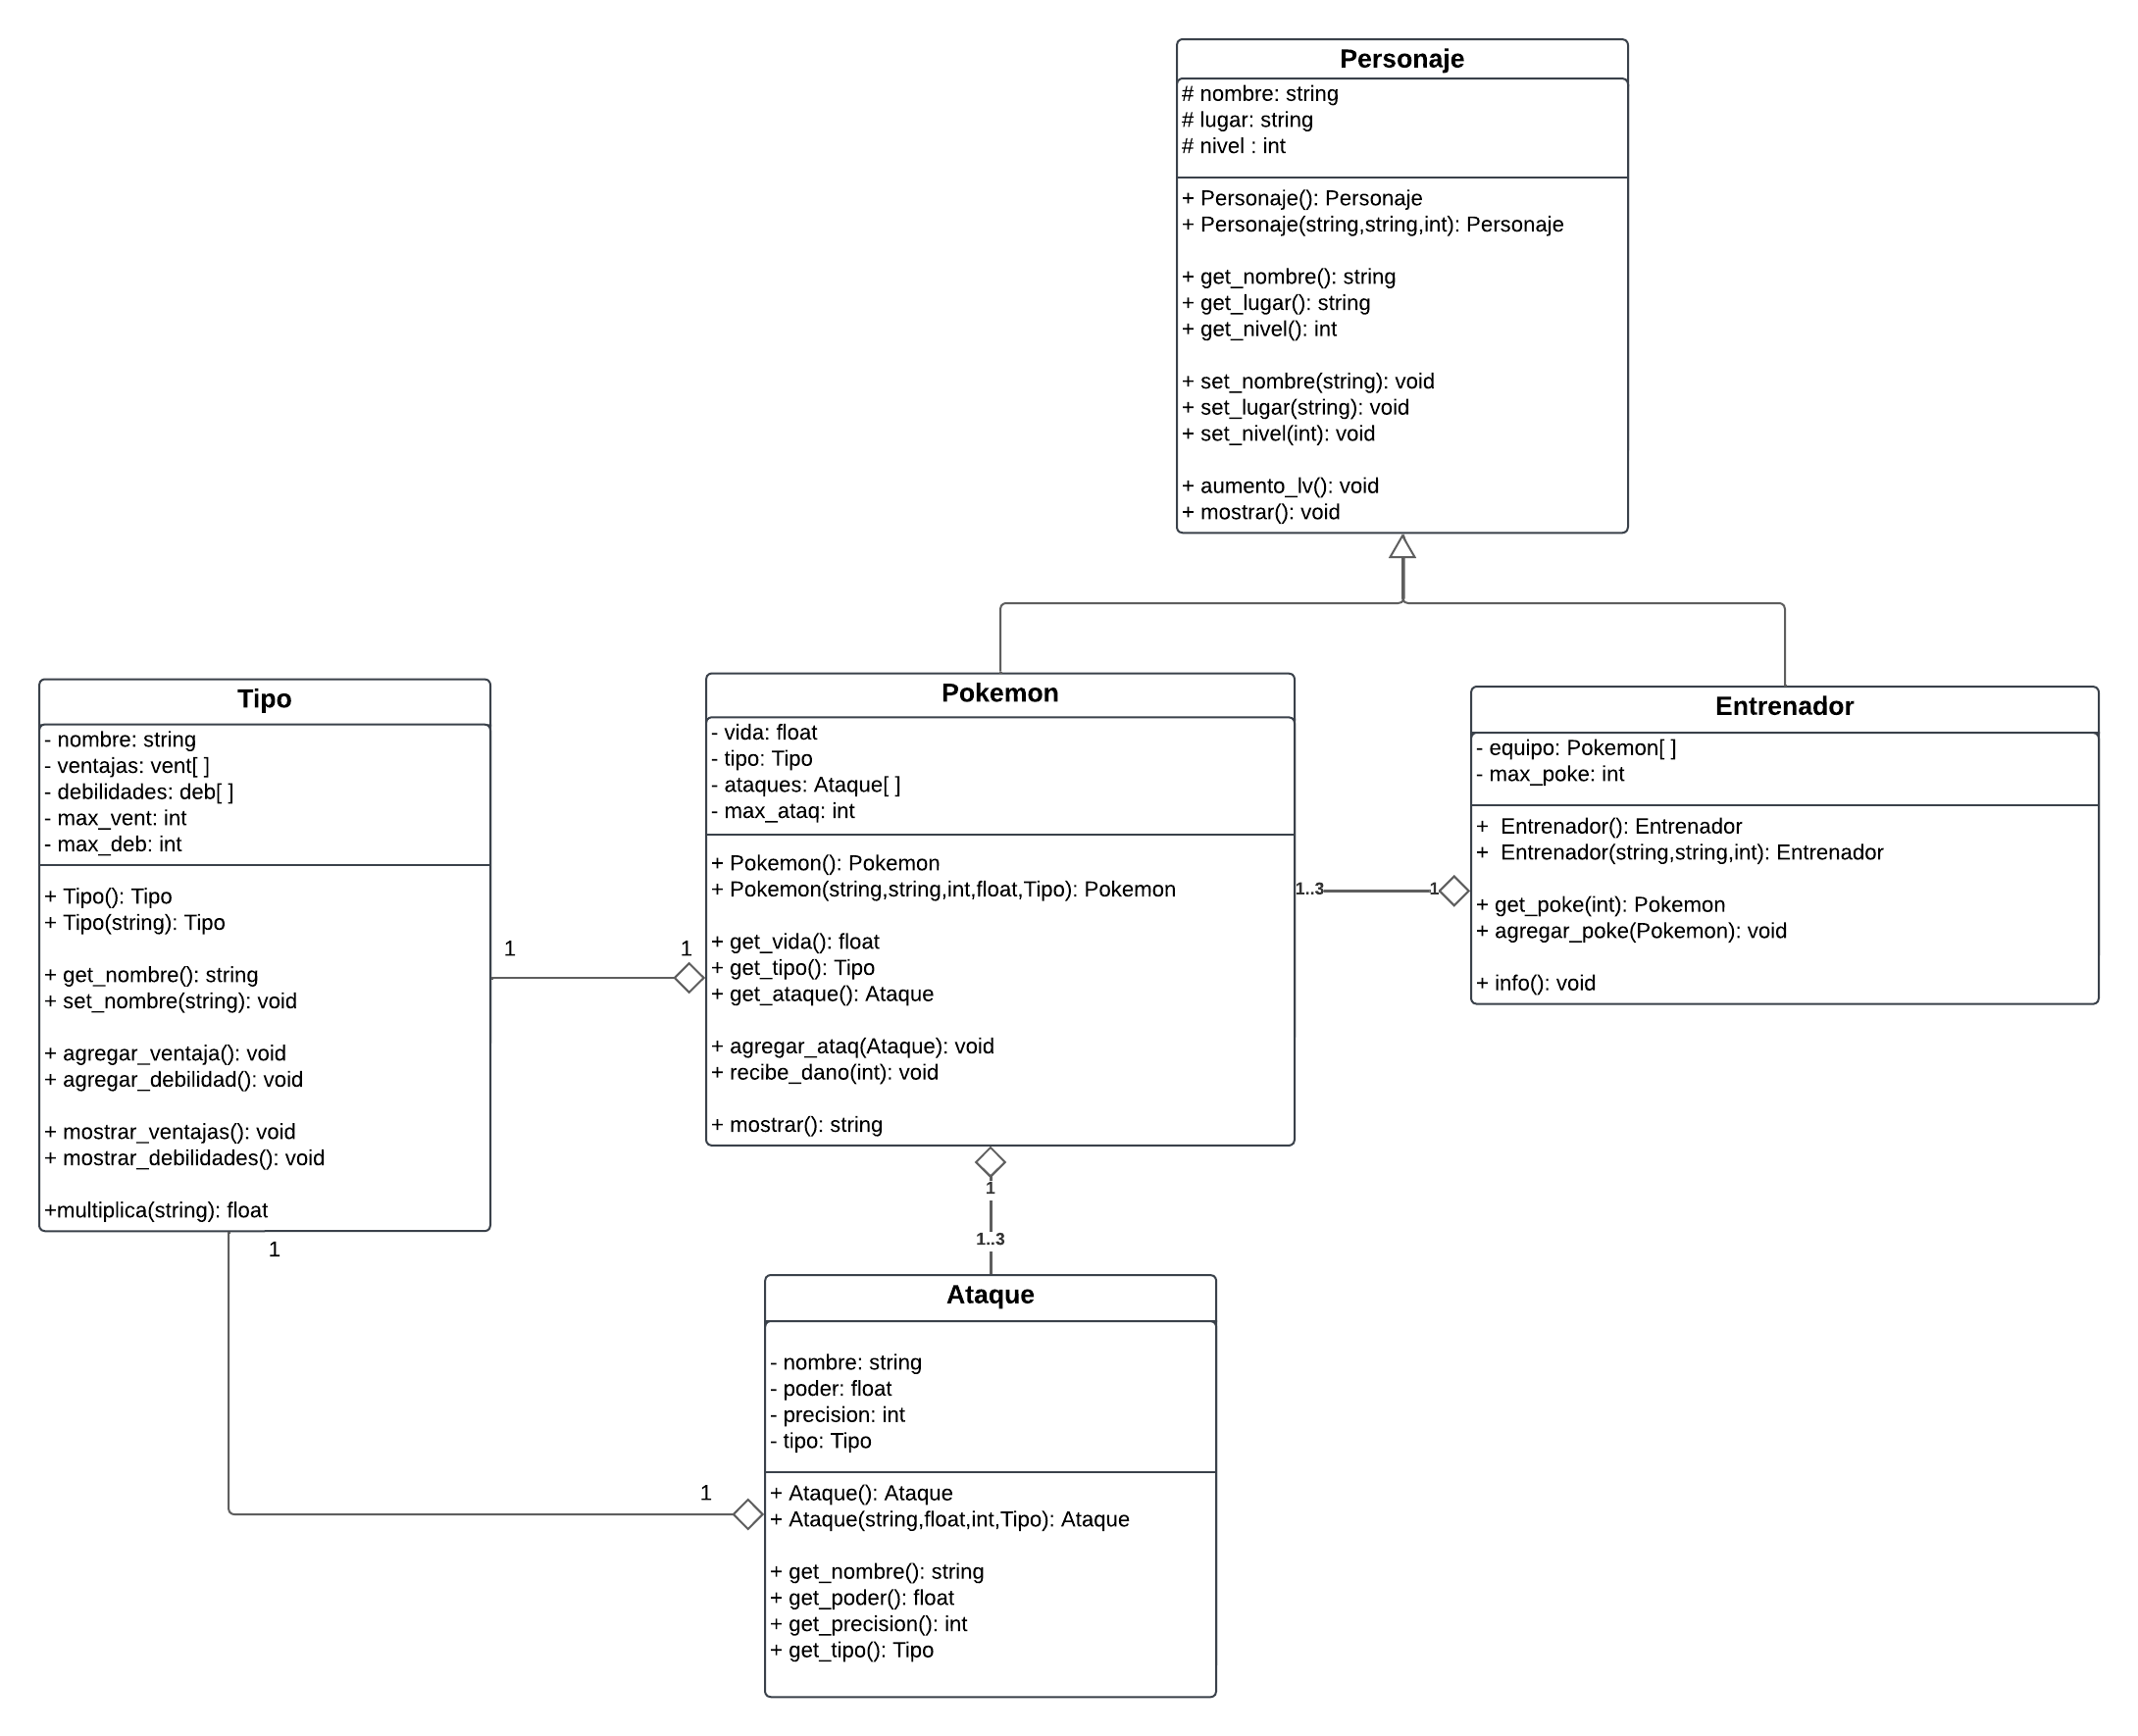 Personaje
# nombre: string
# lugar: string
# nivel : int
+ Personaje(): Personaje
+ Personaje(string,string,int): Personaje
+ get_nombre(): string
+ get_lugar(): string
+ get_nivel(): int
+ set_nombre(string): void
+ set_lugar(string): void
+ set_nivel(int): void
+ aumento_lv(): void
+ mostrar(): void
Tipo
- nombre: string
- ventajas: vent[ ]
- debilidades: deb[ ]
- max_vent: int
- max_deb: int
+ Tipo(): Tipo
+ Tipo(string): Tipo
+ get_nombre(): string
+ set_nombre(string): void
+ agregar_ventaja(): void
+ agregar_debilidad(): void
+ mostrar_ventajas(): void
+ mostrar_debilidades(): void
+multiplica(string): float
1
1
1
Pokemon
- vida: float
- tipo: Tipo
- ataques: Ataque[ ]
- max_ataq: int
+ Pokemon(): Pokemon
+ Pokemon(string,string,int,float,Tipo): Pokemon
+ get_vida(): float
+ get_tipo(): Tipo
+ get_ataque(): Ataque
+ agregar_ataq(Ataque): void
+ recibe_dano(int): void
+ mostrar(): string
1..3
1
Entrenador
- equipo: Pokemon[ ]
- max_poke: int
+  Entrenador(): Entrenador
+  Entrenador(string,string,int): Entrenador
+ get_poke(int): Pokemon
+ agregar_poke(Pokemon): void
+ info(): void
1
1..3
Ataque
- nombre: string
- poder: float
- precision: int
- tipo: Tipo
+ Ataque(): Ataque
+ Ataque(string,float,int,Tipo): Ataque
+ get_nombre(): string
+ get_poder(): float
+ get_precision(): int
+ get_tipo(): Tipo
1